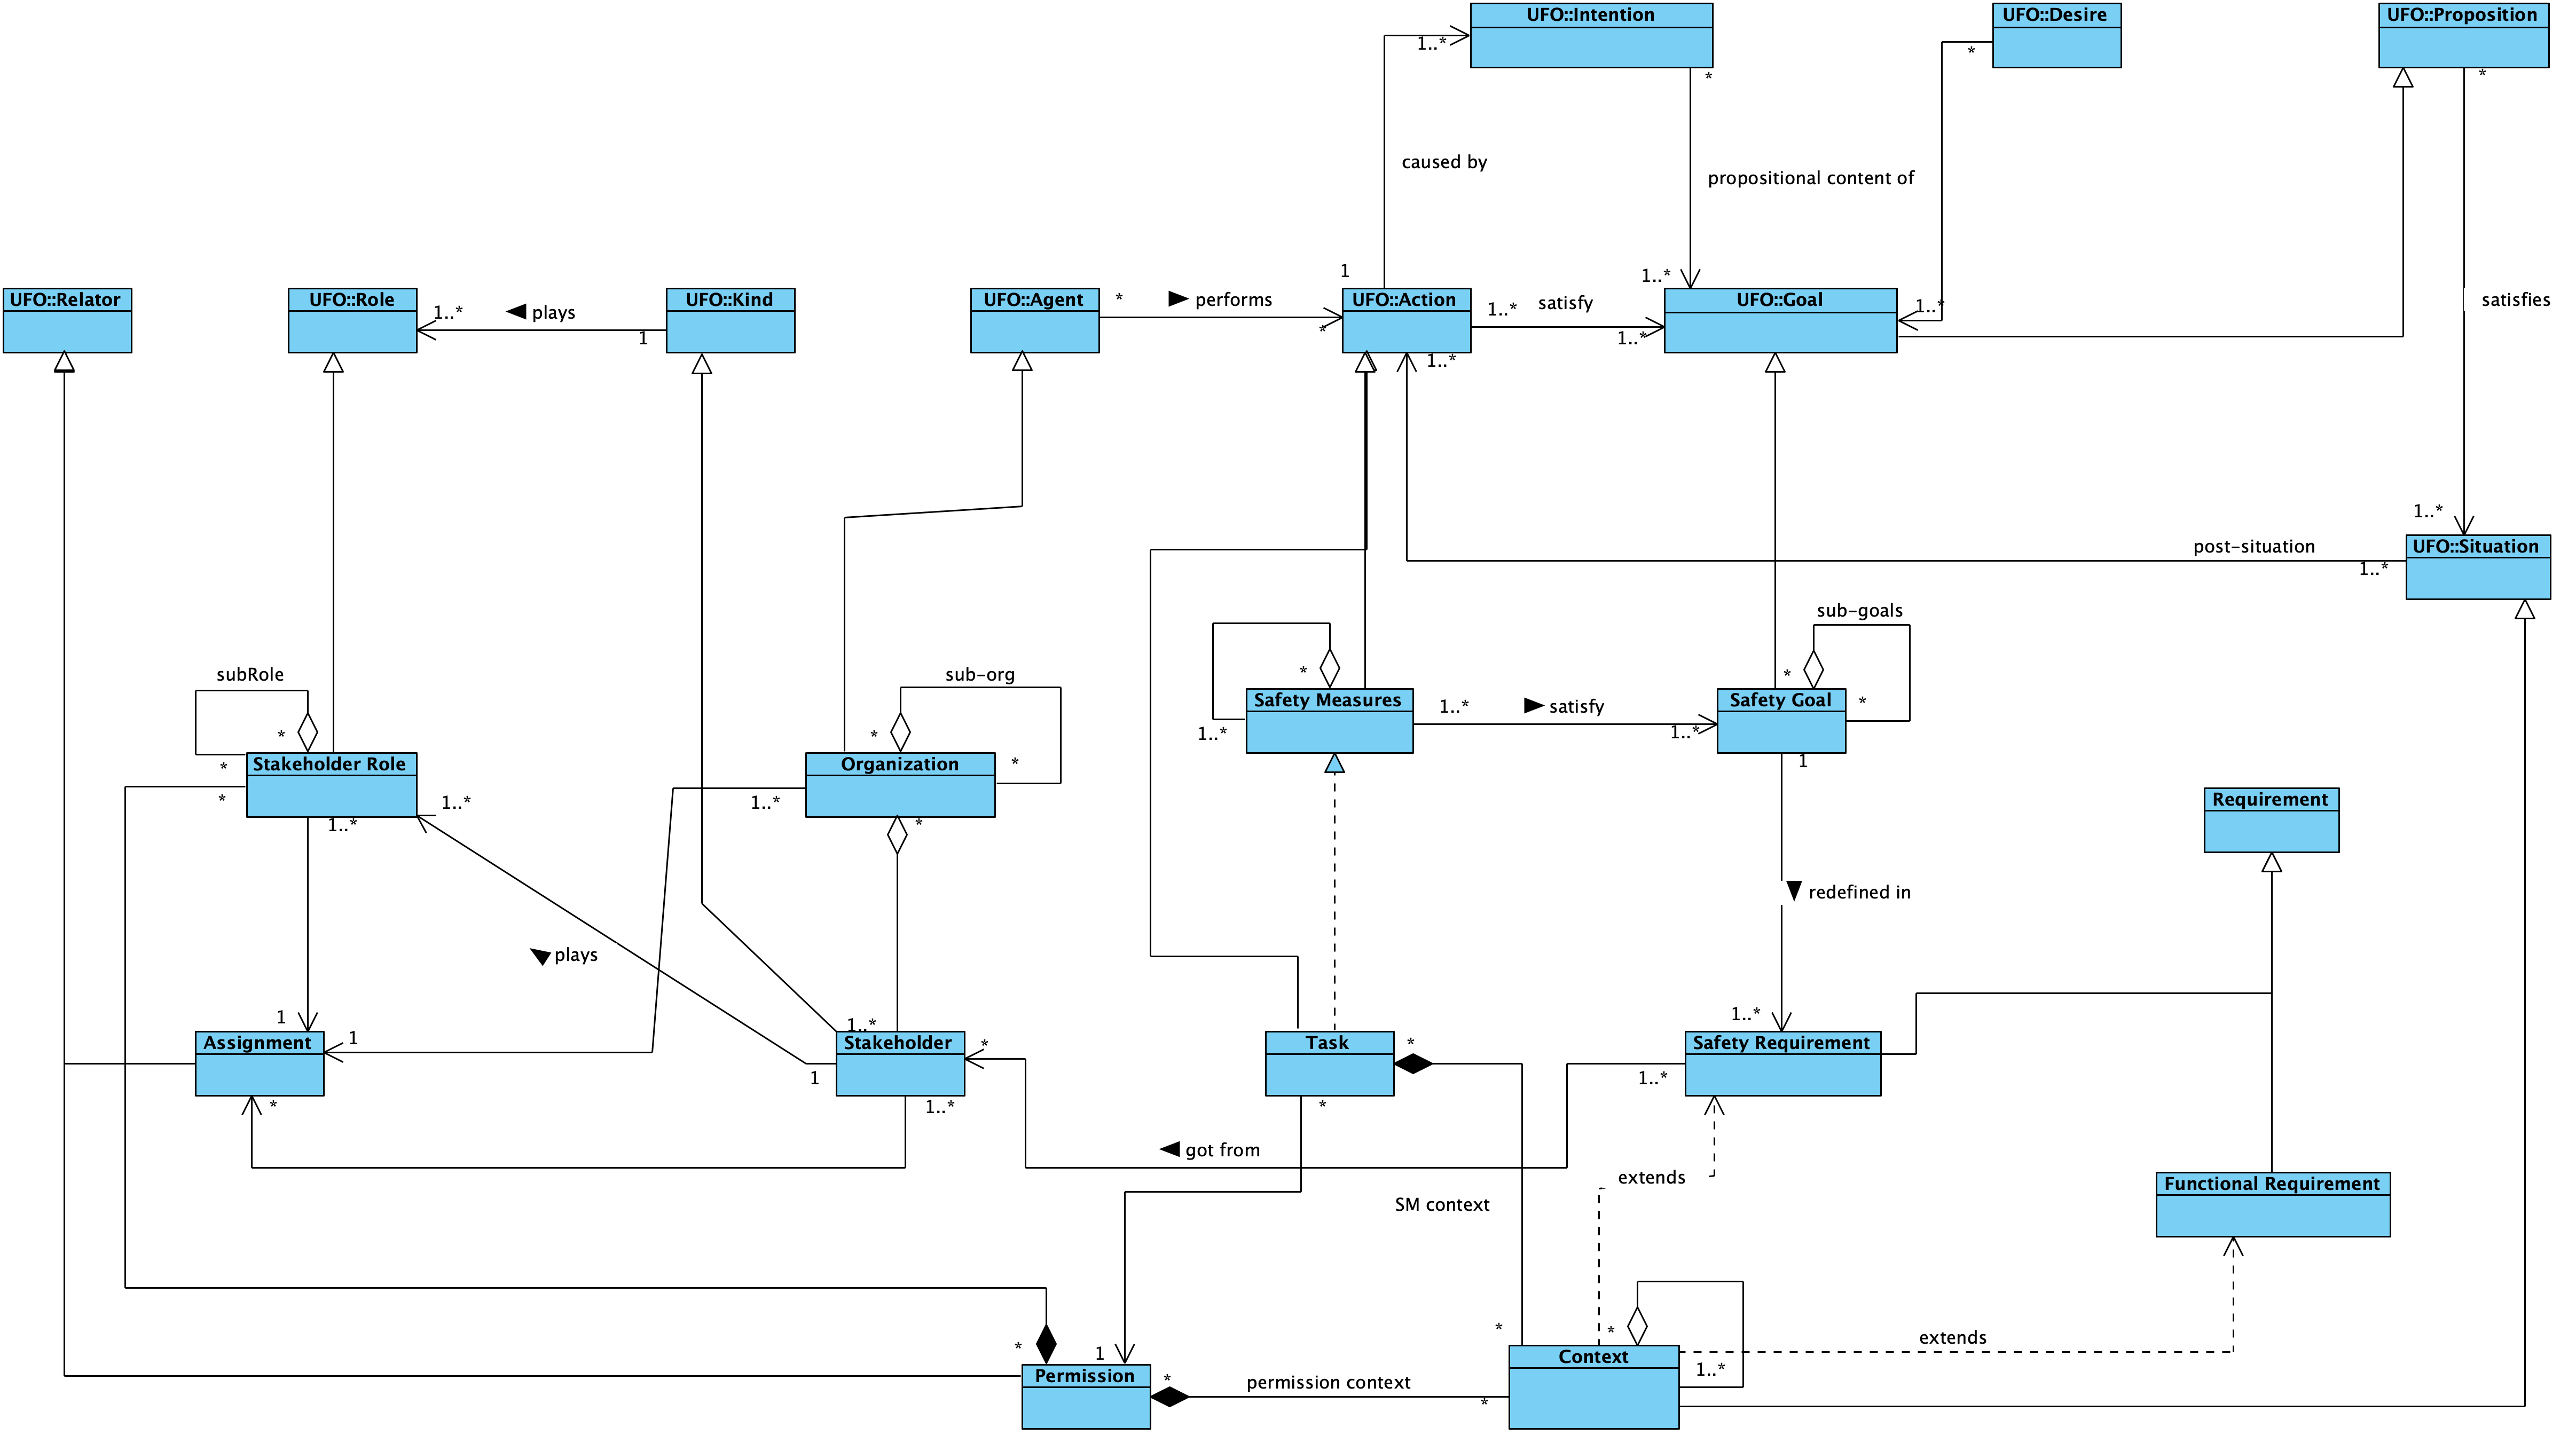 UFO::Intention
UFO::Desire
UFO::Proposition
1..*
*
*
*
caused by
propositional content of
1
1..*
UFO::Relator
UFO::Role
UFO::Kind
UFO::Agent
UFO::Action
UFO::Goal
satisfies
1..*
plays
1
*
performs
*
1..*
satisfy
1..*
1..*
1..*
1..*
post-situation
1..*
UFO::Situation
sub-goals
subRole
sub-org
*
*
*
*
Safety Measures
1..*
satisfy
1..*
Safety Goal
*
1..*
*
Stakeholder Role
*
1..*
Organization
*
1..*
1
Requirement
1..*
*
redefined in
plays
1
Assignment
1
*
1..*
Stakeholder
*
1
1..*
Task
*
*
1..*
Safety Requirement
1..*
got from
extends
SM context
Functional Requirement
*
1
*
*
extends
Permission
*
permission context
*
Context
1..*